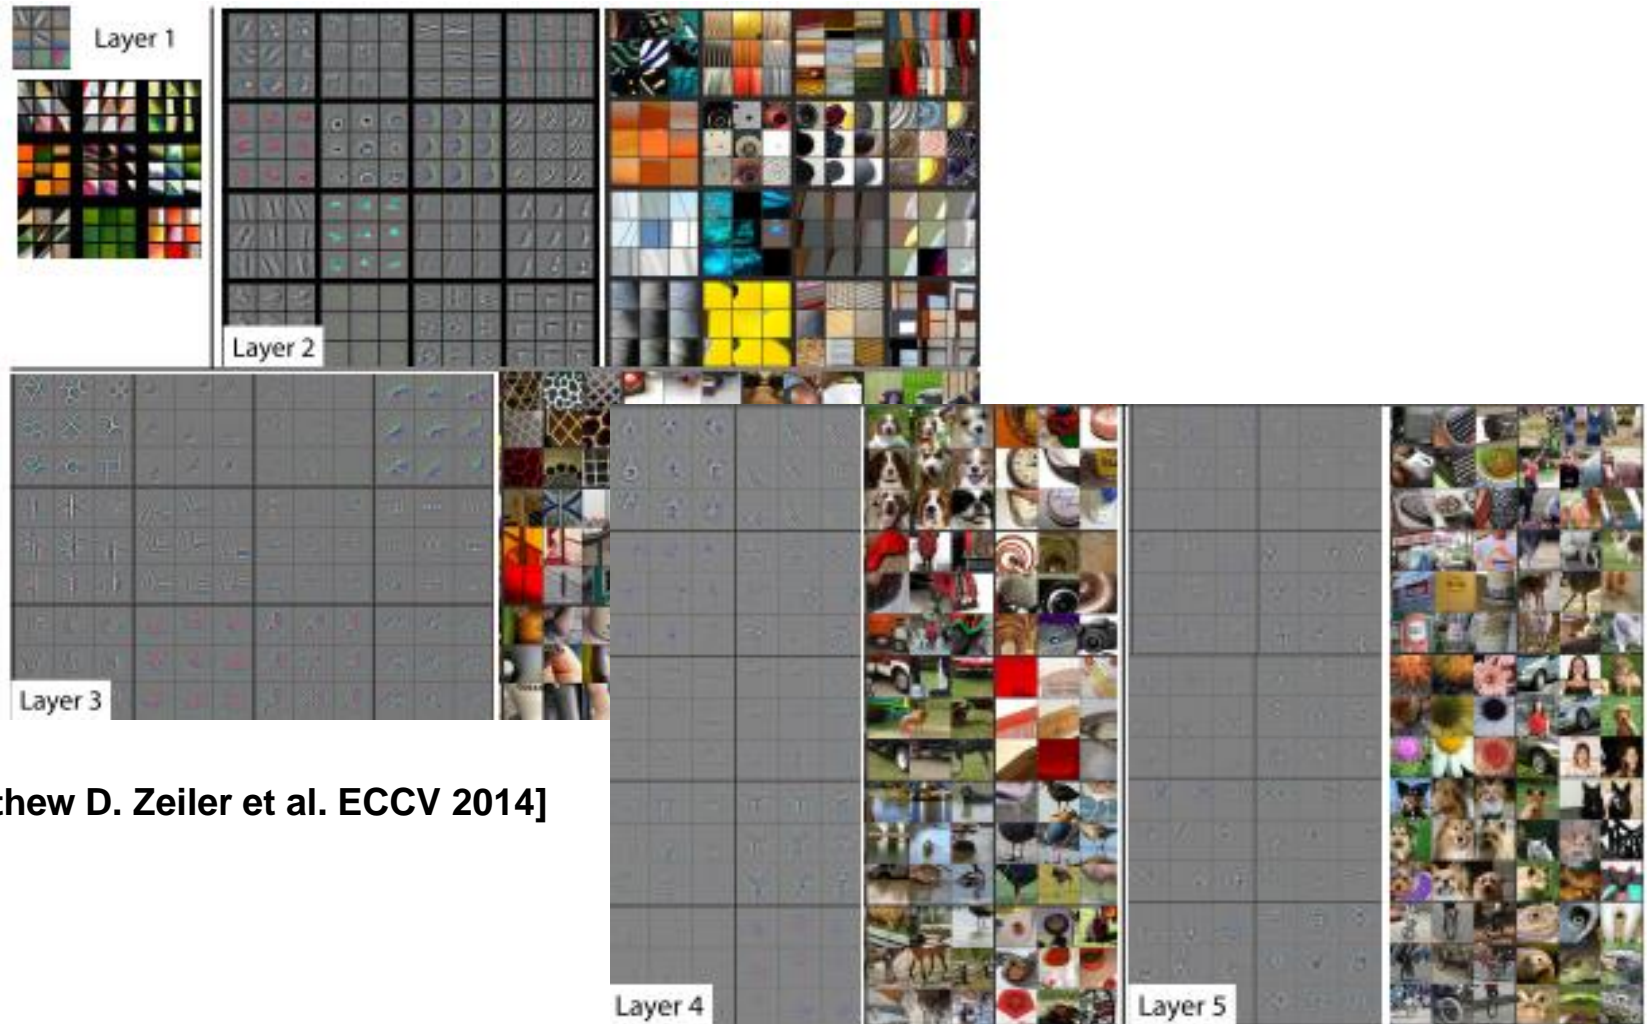 Layer 1
Layer 2
Layer 3
thew D. Zeiler et al. ECCV 2014]
Layer 4
Layer 5